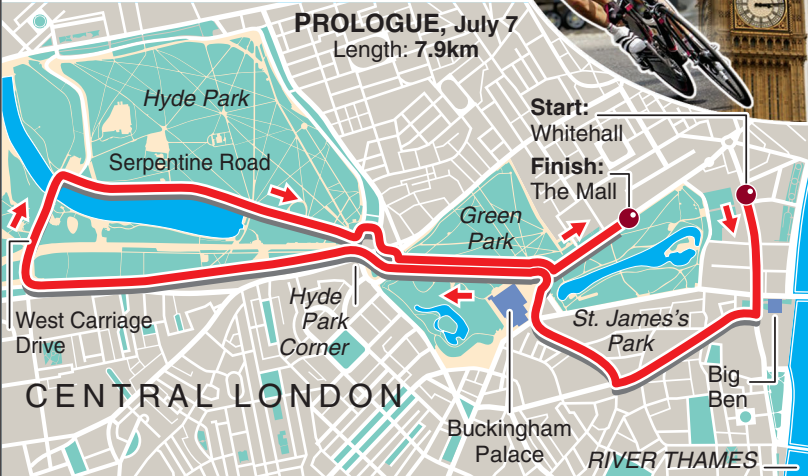 PROLOGUE, July 7
Length: 7.9km
Hyde Park
Start:
Whitehall
Serpentine Road
Finish:
The Mall
Green
Park
Hyde
Park
Corner
West Carriage
Drive
St. James's
Park
Big
Ben
CENTRAL LONDON
Buckingham
Palace
RIVER THAMES